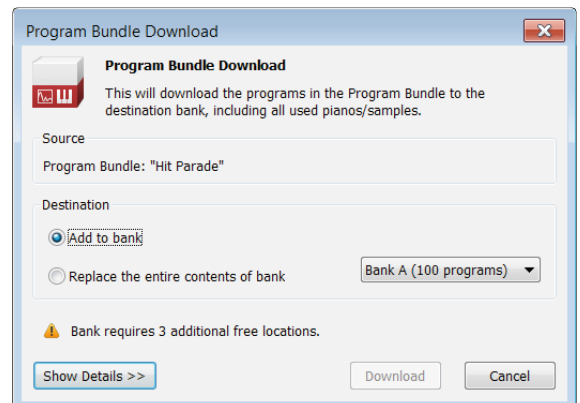 Program Bundle Download
Program Bundle Download
This will download the programs in the Program Bundle to the
destination bank, including all used pianos/samples.
Source
Program Bundle: "Hit Parade"
Destination
Add to bank
Replace the entire contents of bank
Bank A (100 programs)
Bank requires 3 additional free locations.
Show Details >>
Download
Cancel